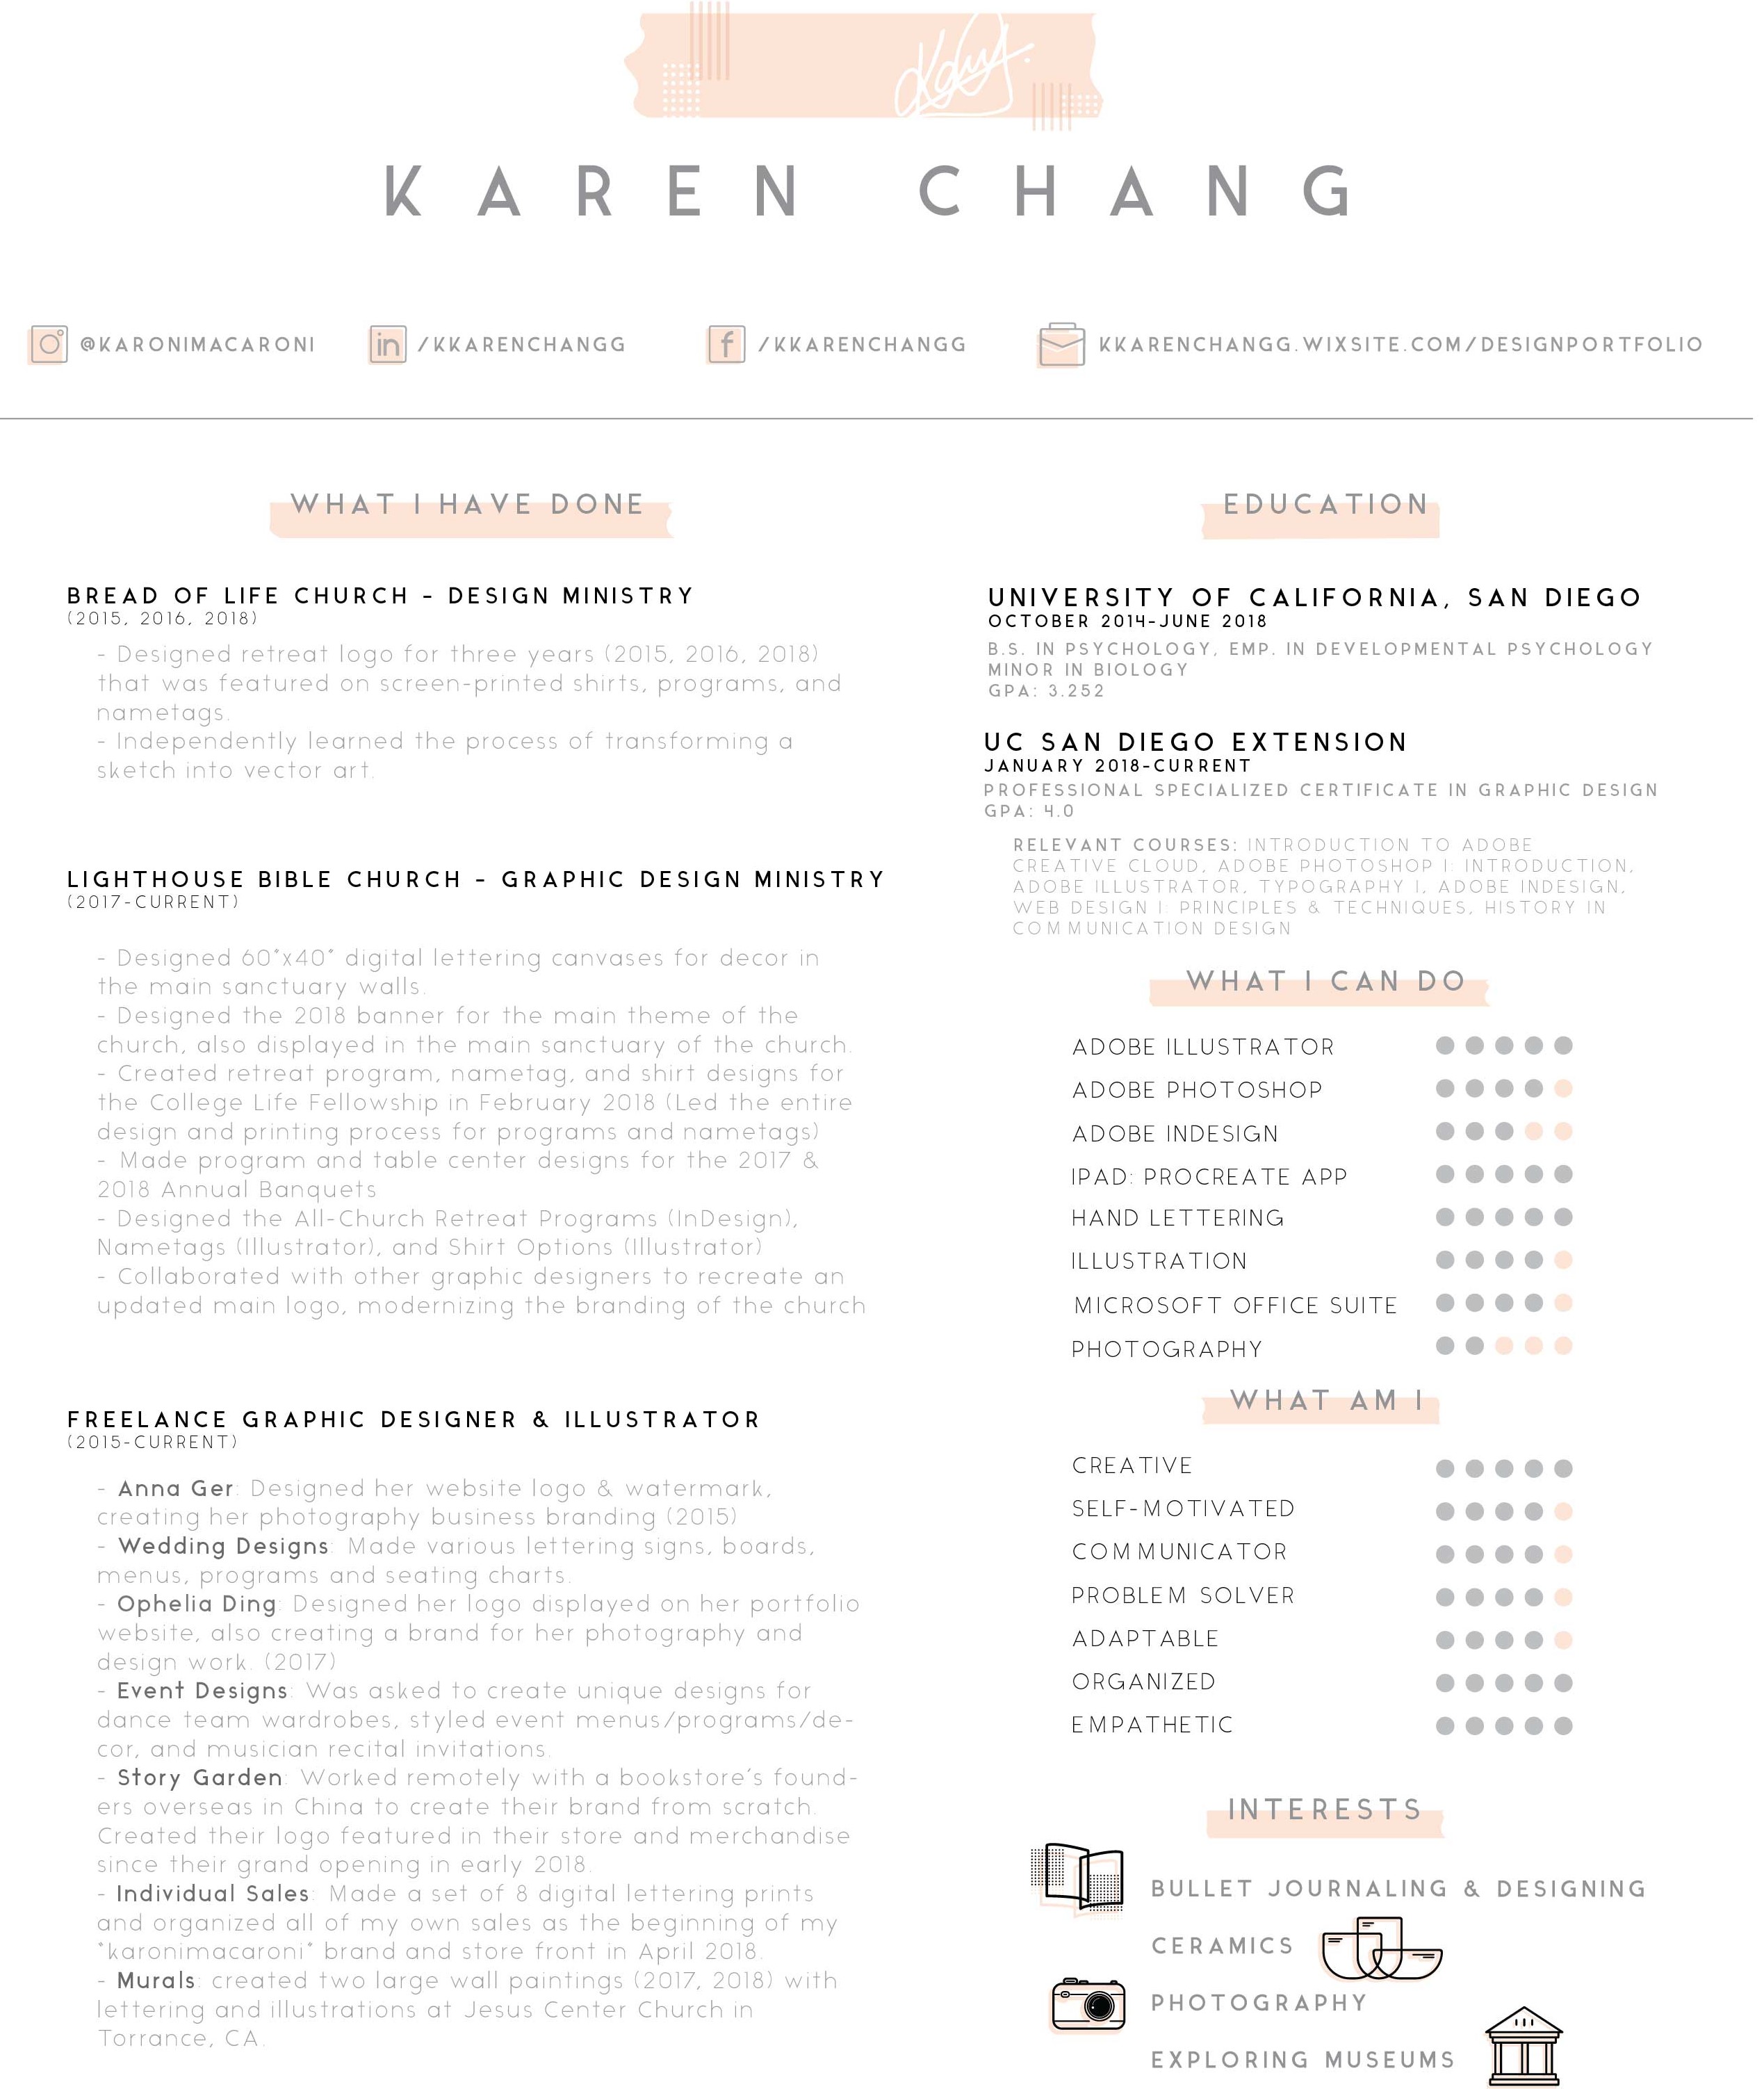 KAREN CHANG
@KARONIMACARONI
/KKARENCHANGG
/KKARENCHANGG
KKARENCHANGG.WIXSITE.COM/DESIGNPORTFOLIO
WHAT I HAVE DONE
BREAD OF LIFE CHURCH - DESIGN MINISTRY
(2015, 2016, 2018)
- Designed retreat logo for three years (2015, 2016, 2018)
that was featured on screen-printed shirts, programs, and
nametags.
- Independently learned the process of transforming a
sketch into vector art.
LIGHTHOUSE BIBLE CHURCH - GRAPHIC DESIGN MINISTRY
(2017-CURRENT)
- Designed 60"x40" digital lettering canvases for decor in
the main sanctuary walls.
- Designed the 2018 banner for the main theme of the
church, also displayed in the main sanctuary of the church.
- Created retreat program, nametag, and shirt designs for
the College Life Fellowship in February 2018 (Led the entire
design and printing process for programs and nametags)
- Made program and table center designs for the 2017 &
2018 Annual Banquets
- Designed the All-Church Retreat Programs (InDesign),
Nametags (Illustrator), and Shirt Options (Illustrator)
- Collaborated with other graphic designers to recreate an
updated main logo, modernizing the branding of the church
FREELANCE GRAPHIC DESIGNER & ILLUSTRATOR
(2015-CURRENT)
- Anna Ger: Designed her website logo & watermark,
creating her photography business branding (2015)
- Wedding Designs: Made various lettering signs, boards,
menus, programs and seating charts.
- Ophelia Ding: Designed her logo displayed on her portfolio
website, also creating a brand for her photography and
design work. (2017)
- Event Designs: Was asked to create unique designs for
dance team wardrobes, styled event menus/programs/de-
cor, and musician recital invitations.
- Story Garden: Worked remotely with a bookstore's found-
ers overseas in China to create their brand from scratch.
Created their logo featured in their store and merchandise
since their grand opening in early 2018.
- Individual Sales: Made a set of 8 digital lettering prints
and organized all of my own sales as the beginning of my
"karonimacaroni" brand and store front in April 2018.
- Murals: created two large wall paintings (2017, 2018) with
lettering and illustrations at Jesus Center Church in
Torrance, CA.
EDUCATION
UNIVERSITY OF CALIFORNIA, SAN DIEGO
OCTOBER 2014-JUNE 2018
B.S. IN PSYCHOLOGY, EMP. IN DEVELOPMENTAL PSYCHOLOGY
MINOR IN BIOLOGY
GPA: 3.252
UC SAN DIEGO EXTENSION
JANUARY 2018-CURRENT
PROFESSIONAL SPECIALIZED CERTIFICATE IN GRAPHIC DESIGN
GPA: 4.0
RELEVANT COURSES: INTRODUCTION TO ADOBE
CREATIVE CLOUD, ADOBE PHOTOSHOP I: INTRODUCTION,
ADOBE ILLUSTRATOR, TYPOGRAPHY I, ADOBE INDESIGN,
WEB DESIGN I: PRINCIPLES & TECHNIQUES, HISTORY IN
COMMUNICATION DESIGN
WHAT I CAN DO
ADOBE ILLUSTRATOR
ADOBE PHOTOSHOP
ADOBE INDESIGN
IPAD: PROCREATE APP
HAND LETTERING
ILLUSTRATION
MICROSOFT OFFICE SUITE
PHOTOGRAPHY
WHAT AM I
CREATIVE
SELF-MOTIVATED
COMMUNICATOR
PROBLEM SOLVER
ADAPTABLE
ORGANIZED
EMPATHETIC
INTERESTS
BULLET JOURNALING & DESIGNING
CERAMICS
PHOTOGRAPHY
EXPLORING MUSEUMS